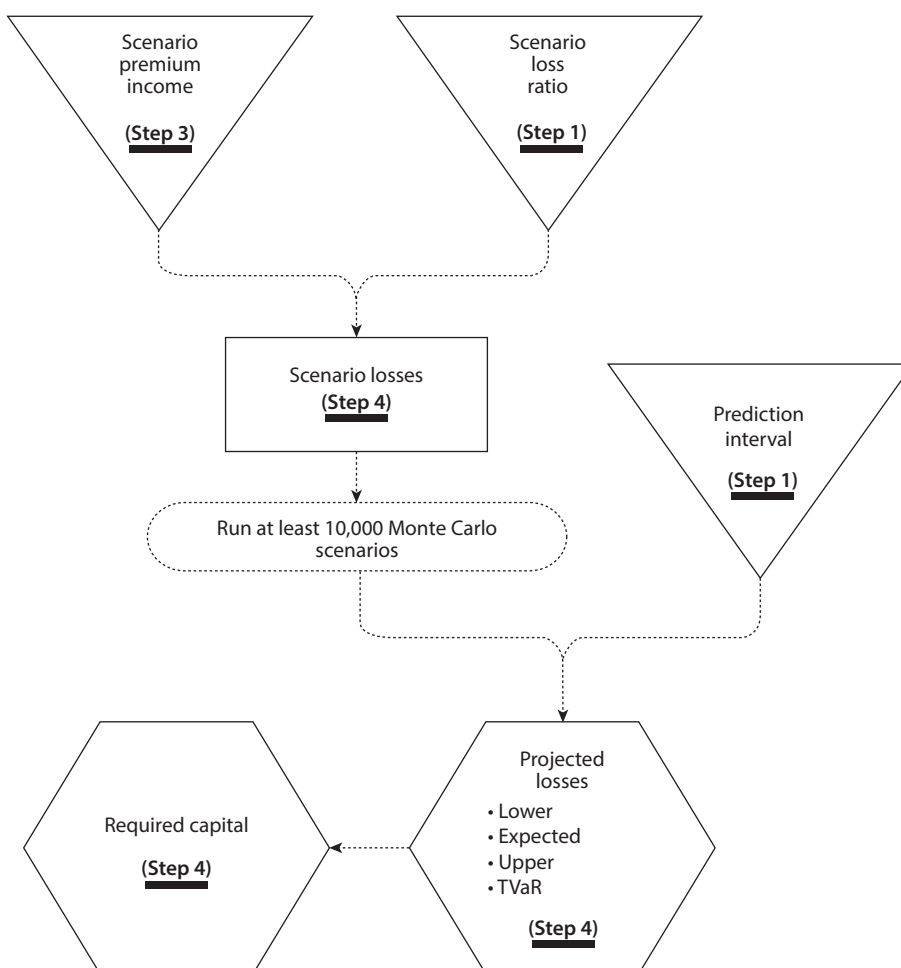 Scenario
premium
income
(Step 3)
Scenario
loss
ratio
(Step 1)
Scenario losses
(Step 4)
Prediction
interval
(Step 1)
Run at least 10,000 Monte Carlo
scenarios
Projected
losses
• Lower
• Expected
• Upper
• TVaR
(Step 4)
Required capital
(Step 4)